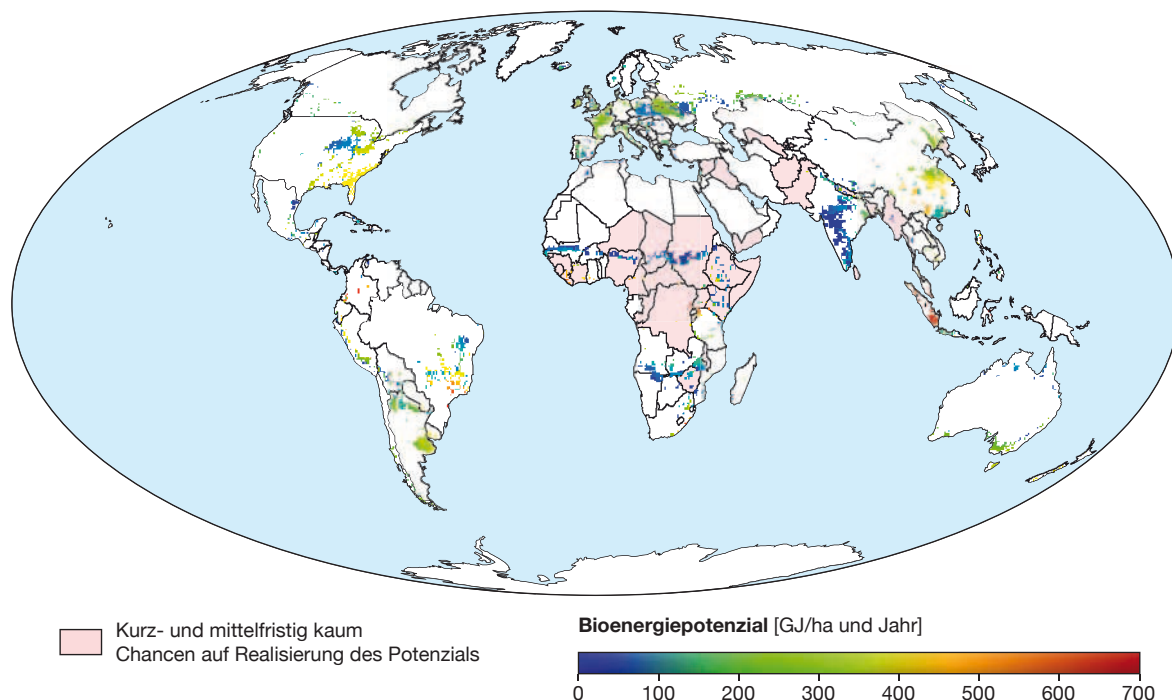 Kurz- und mittelfristig kaum
Chancen auf Realisierung des Potenzials
Bioenergiepotenzial [GJ/ha und Jahr]
0 100 200 300 400 500 600 700